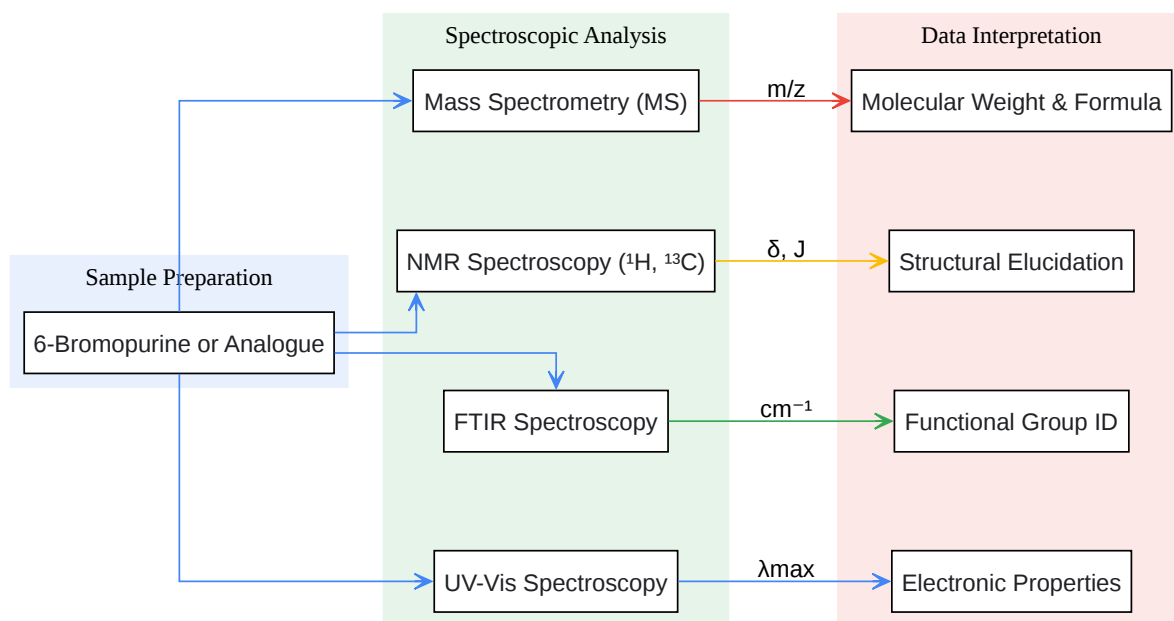 Spectroscopic Analysis
Data Interpretation
Mass Spectrometry (MS)
m/z
Molecular Weight & Formula
NMR Spectroscopy (¹H, ¹³C)
δ, J
Structural Elucidation
Sample Preparation
6-Bromopurine or Analogue
FTIR Spectroscopy
cm⁻¹
Functional Group ID
UV-Vis Spectroscopy
λmax
Electronic Properties